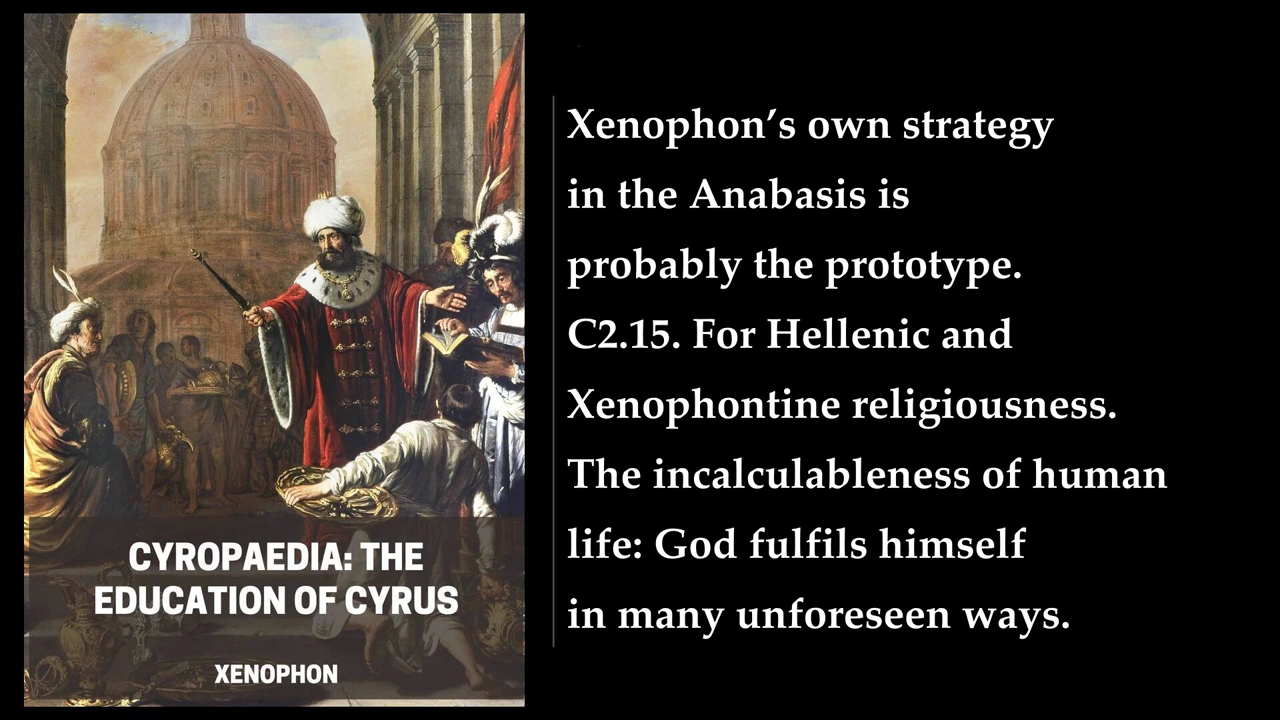 CYROPAEDIA: THE
EDUCATION OF CYRUS
XENOPHON
Xenophon’s own strategy
in the Anabasis is
probably the prototype.
C2.15. For Hellenic and
Xenophontine religiousness.
The incalculableness of human
life: God fulfils himself
in many unforeseen ways.